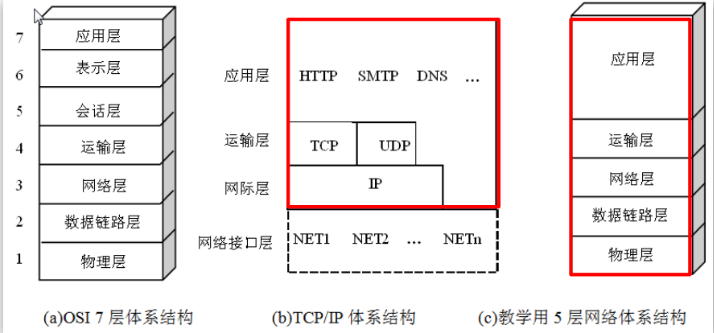 7 应用层
6 表示层
5 会话层
4 运输层
3 网络层
2 数据链路层
1 物理层
(a)OSI 7 层体系结构
应用层 HTTP SMTP DNS …
运输层 TCP UDP
网际层 IP
网络接口层 NET1 NET2 … NETn
(b)TCP/IP 体系结构
应用层
运输层
网络层
数据链路层
物理层
(c)教学用 5 层网络体系结构